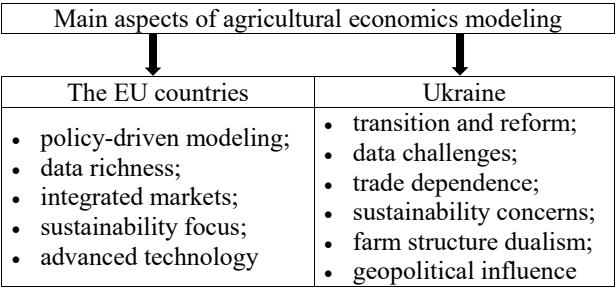 Main aspects of agricultural economics modeling
The EU countries
• policy-driven modeling;
• data richness;
• integrated markets;
• sustainability focus;
• advanced technology
Ukraine
• transition and reform;
• data challenges;
• trade dependence;
• sustainability concerns;
• farm structure dualism;
• geopolitical influence